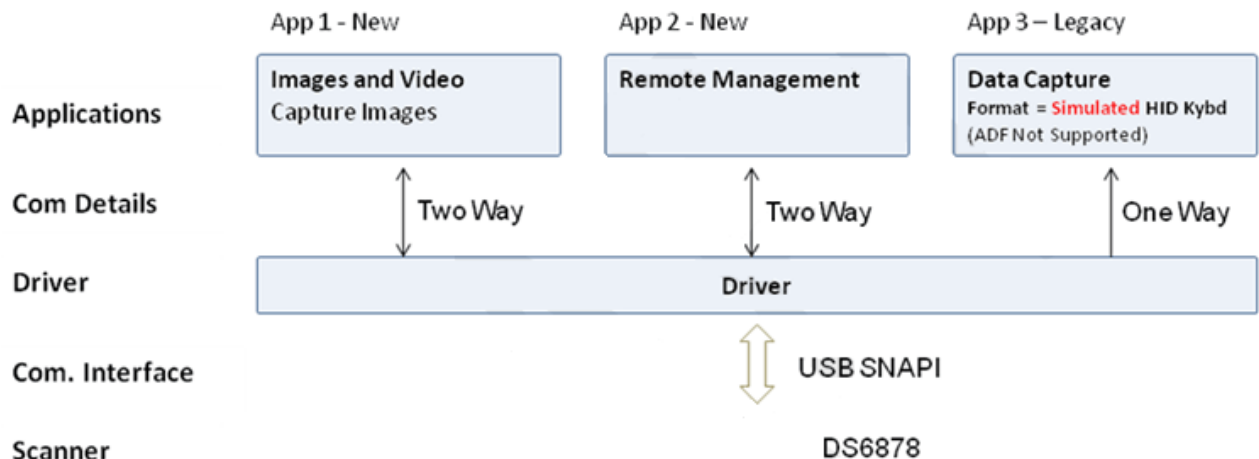 App 1 - New
App 2 - New
App 3 – Legacy
Applications
Images and Video
Capture Images
Remote Management
Data Capture
Format = Simulated HID Kybd
(ADF Not Supported)
Com Details
Two Way
Two Way
One Way
Driver
Driver
Com. Interface
USB SNAPI
Scanner
DS6878